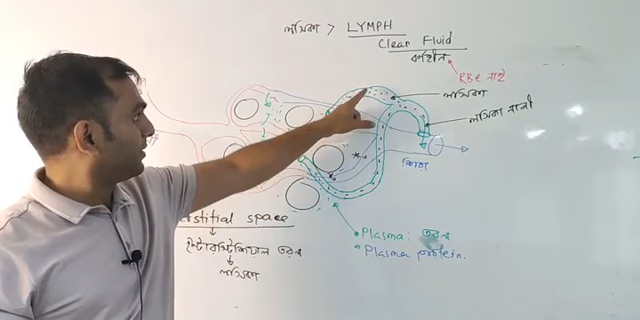 লসিকা > LYMPH
Clear Fluid
বর্ণহীন
RBC নাই
লসিকা
লসিকা নালী
শিরা
stitial space
ইন্টারস্টিশিয়াল তরল
লসিকা
Plasma: তরল
Plasma protein.